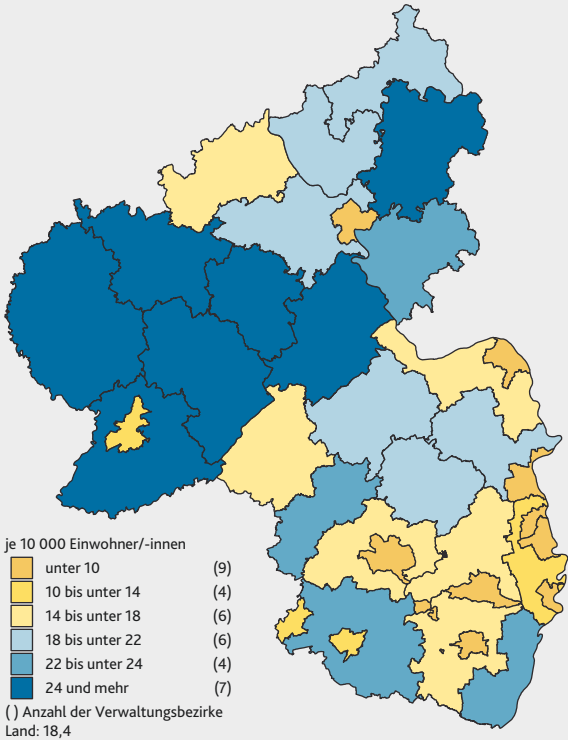 je 10 000 Einwohner/-innen
unter 10 (9)
10 bis unter 14 (4)
14 bis unter 18 (6)
18 bis unter 22 (6)
22 bis unter 24 (4)
24 und mehr (7)
( ) Anzahl der Verwaltungsbezirke
Land: 18,4